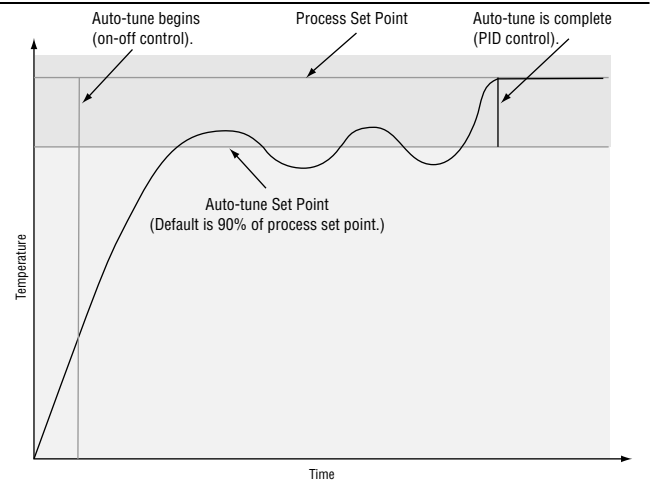 Auto-tune begins
(on-off control).
Process Set Point
Auto-tune is complete
(PID control).
Auto-tune Set Point
(Default is 90% of process set point.)
Temperature
Time